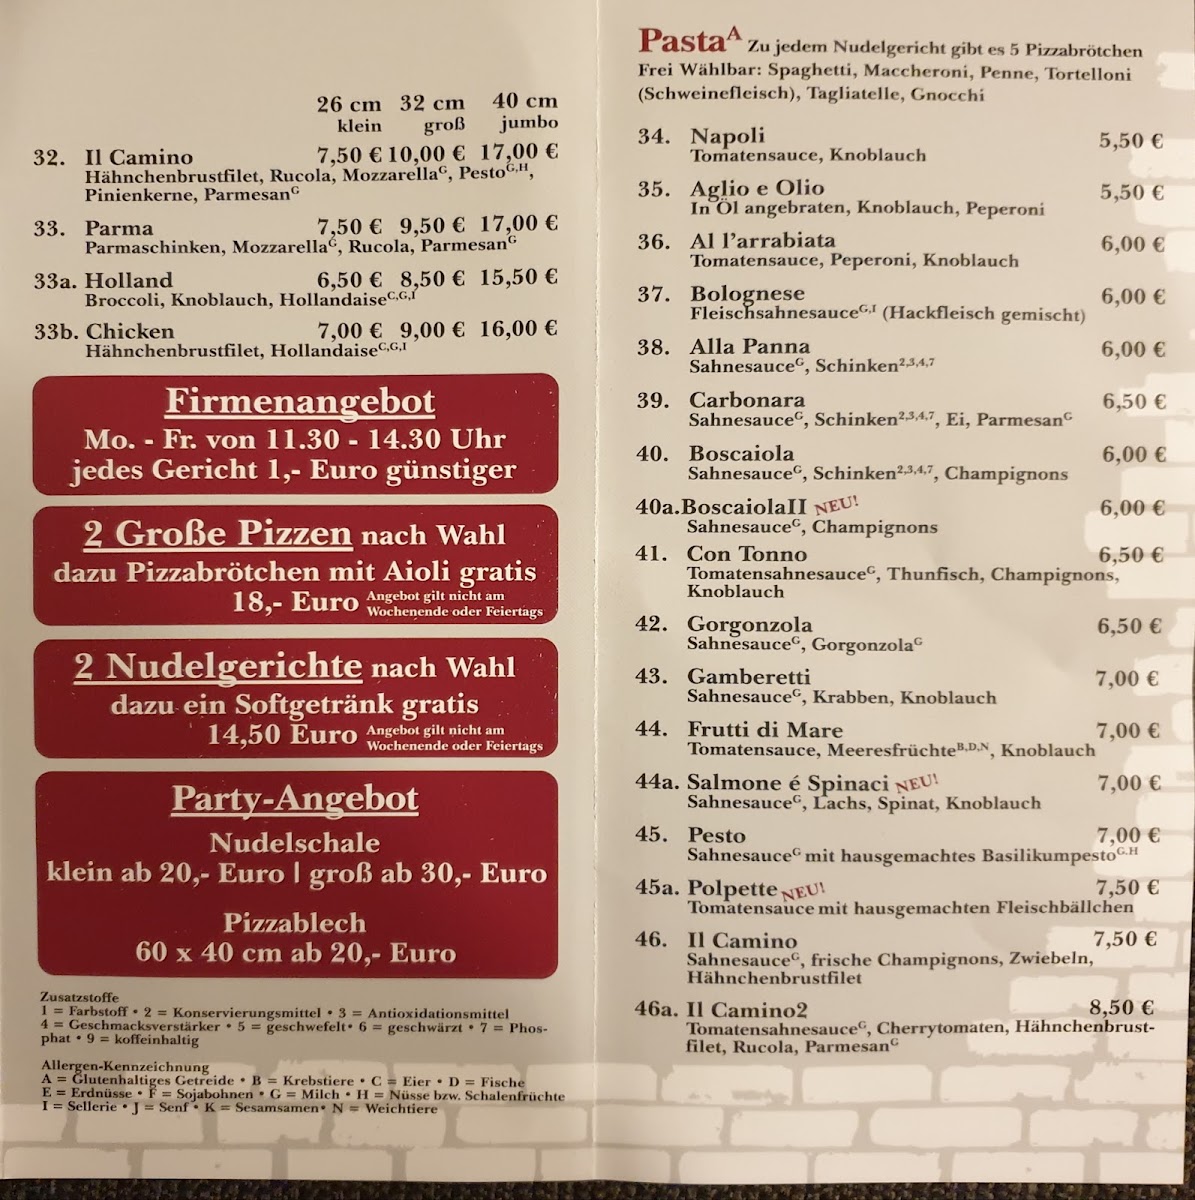 26 cm 32 cm 40 cm
klein groß jumbo
32. Il Camino 7,50 € 10,00 € 17,00 €
Hähnchenbrustfilet, Rucola, Mozzarella^G, Pesto^G,H,
Pinienkerne, Parmesan^G
33. Parma 7,50 € 9,50 € 17,00 €
Parmaschinken, Mozzarella^G, Rucola, Parmesan^G
33a. Holland 6,50 € 8,50 € 15,50 €
Broccoli, Knoblauch, Hollandaise^C,G,I
33b. Chicken 7,00 € 9,00 € 16,00 €
Hähnchenbrustfilet, Hollandaise^C,G,I
Firmenangebot
Mo. - Fr. von 11.30 - 14.30 Uhr
jedes Gericht 1,- Euro günstiger
2 Große Pizzen nach Wahl
dazu Pizzabrötchen mit Aioli gratis
18,- Euro Angebot gilt nicht am
Wochenende oder Feiertags
2 Nudelgerichte nach Wahl
dazu ein Softgetränk gratis
14,50 Euro Angebot gilt nicht am
Wochenende oder Feiertags
Party-Angebot
Nudelschale
klein ab 20,- Euro | groß ab 30,- Euro
Pizzablech
60 x 40 cm ab 20,- Euro
Zusatzstoffe
1 = Farbstoff • 2 = Konservierungsmittel • 3 = Antioxidationsmittel
4 = Geschmacksverstärker • 5 = geschwefelt• 6 = geschwärzt • 7 = Phos-
phat • 9 = koffeinhaltig
Allergen-Kennzeichnung
A = Glutenhaltiges Getreide • B = Krebstiere • C = Eier • D = Fische
E = Erdnüsse • F = Sojabohnen • G = Milch • H = Nüsse bzw. Schalenfrüchte
I = Sellerie • J = Senf • K = Sesamsamen• N = Weichtiere
Pasta^A Zu jedem Nudelgericht gibt es 5 Pizzabrötchen
Frei Wählbar: Spaghetti, Maccheroni, Penne, Tortelloni
(Schweinefleisch), Tagliatelle, Gnocchi
34. Napoli 5,50 €
Tomatensauce, Knoblauch
35. Aglio e Olio 5,50 €
In Öl angebraten, Knoblauch, Peperoni
36. Al l'arrabiata 6,00 €
Tomatensauce, Peperoni, Knoblauch
37. Bolognese 6,00 €
Fleischsahnesauce^G,I (Hackfleisch gemischt)
38. Alla Panna 6,00 €
Sahnesauce^G, Schinken^2,3,4,7
39. Carbonara 6,50 €
Sahnesauce^G, Schinken^2,3,4,7, Ei, Parmesan^G
40. Boscaiola 6,00 €
Sahnesauce^G, Schinken^2,3,4,7, Champignons
40a.BoscaiolaII NEU! 6,00 €
Sahnesauce^G, Champignons
41. Con Tonno 6,50 €
Tomatensahnesauce^G, Thunfisch, Champignons,
Knoblauch
42. Gorgonzola 6,50 €
Sahnesauce^G, Gorgonzola^G
43. Gamberetti 7,00 €
Sahnesauce^G, Krabben, Knoblauch
44. Frutti di Mare 7,00 €
Tomatensauce, Meeresfrüchte^B,D,N, Knoblauch
44a. Salmone é Spinaci NEU! 7,00 €
Sahnesauce^G, Lachs, Spinat, Knoblauch
45. Pesto 7,00 €
Sahnesauce^G mit hausgemachtes Basilikumpesto^G,H
45a. Polpette NEU! 7,50 €
Tomatensauce mit hausgemachten Fleischbällchen
46. Il Camino 7,50 €
Sahnesauce^G, frische Champignons, Zwiebeln,
Hähnchenbrustfilet
46a. Il Camino2 8,50 €
Tomatensahnesauce^G, Cherrytomaten, Hähnchenbrust-
filet, Rucola, Parmesan^G